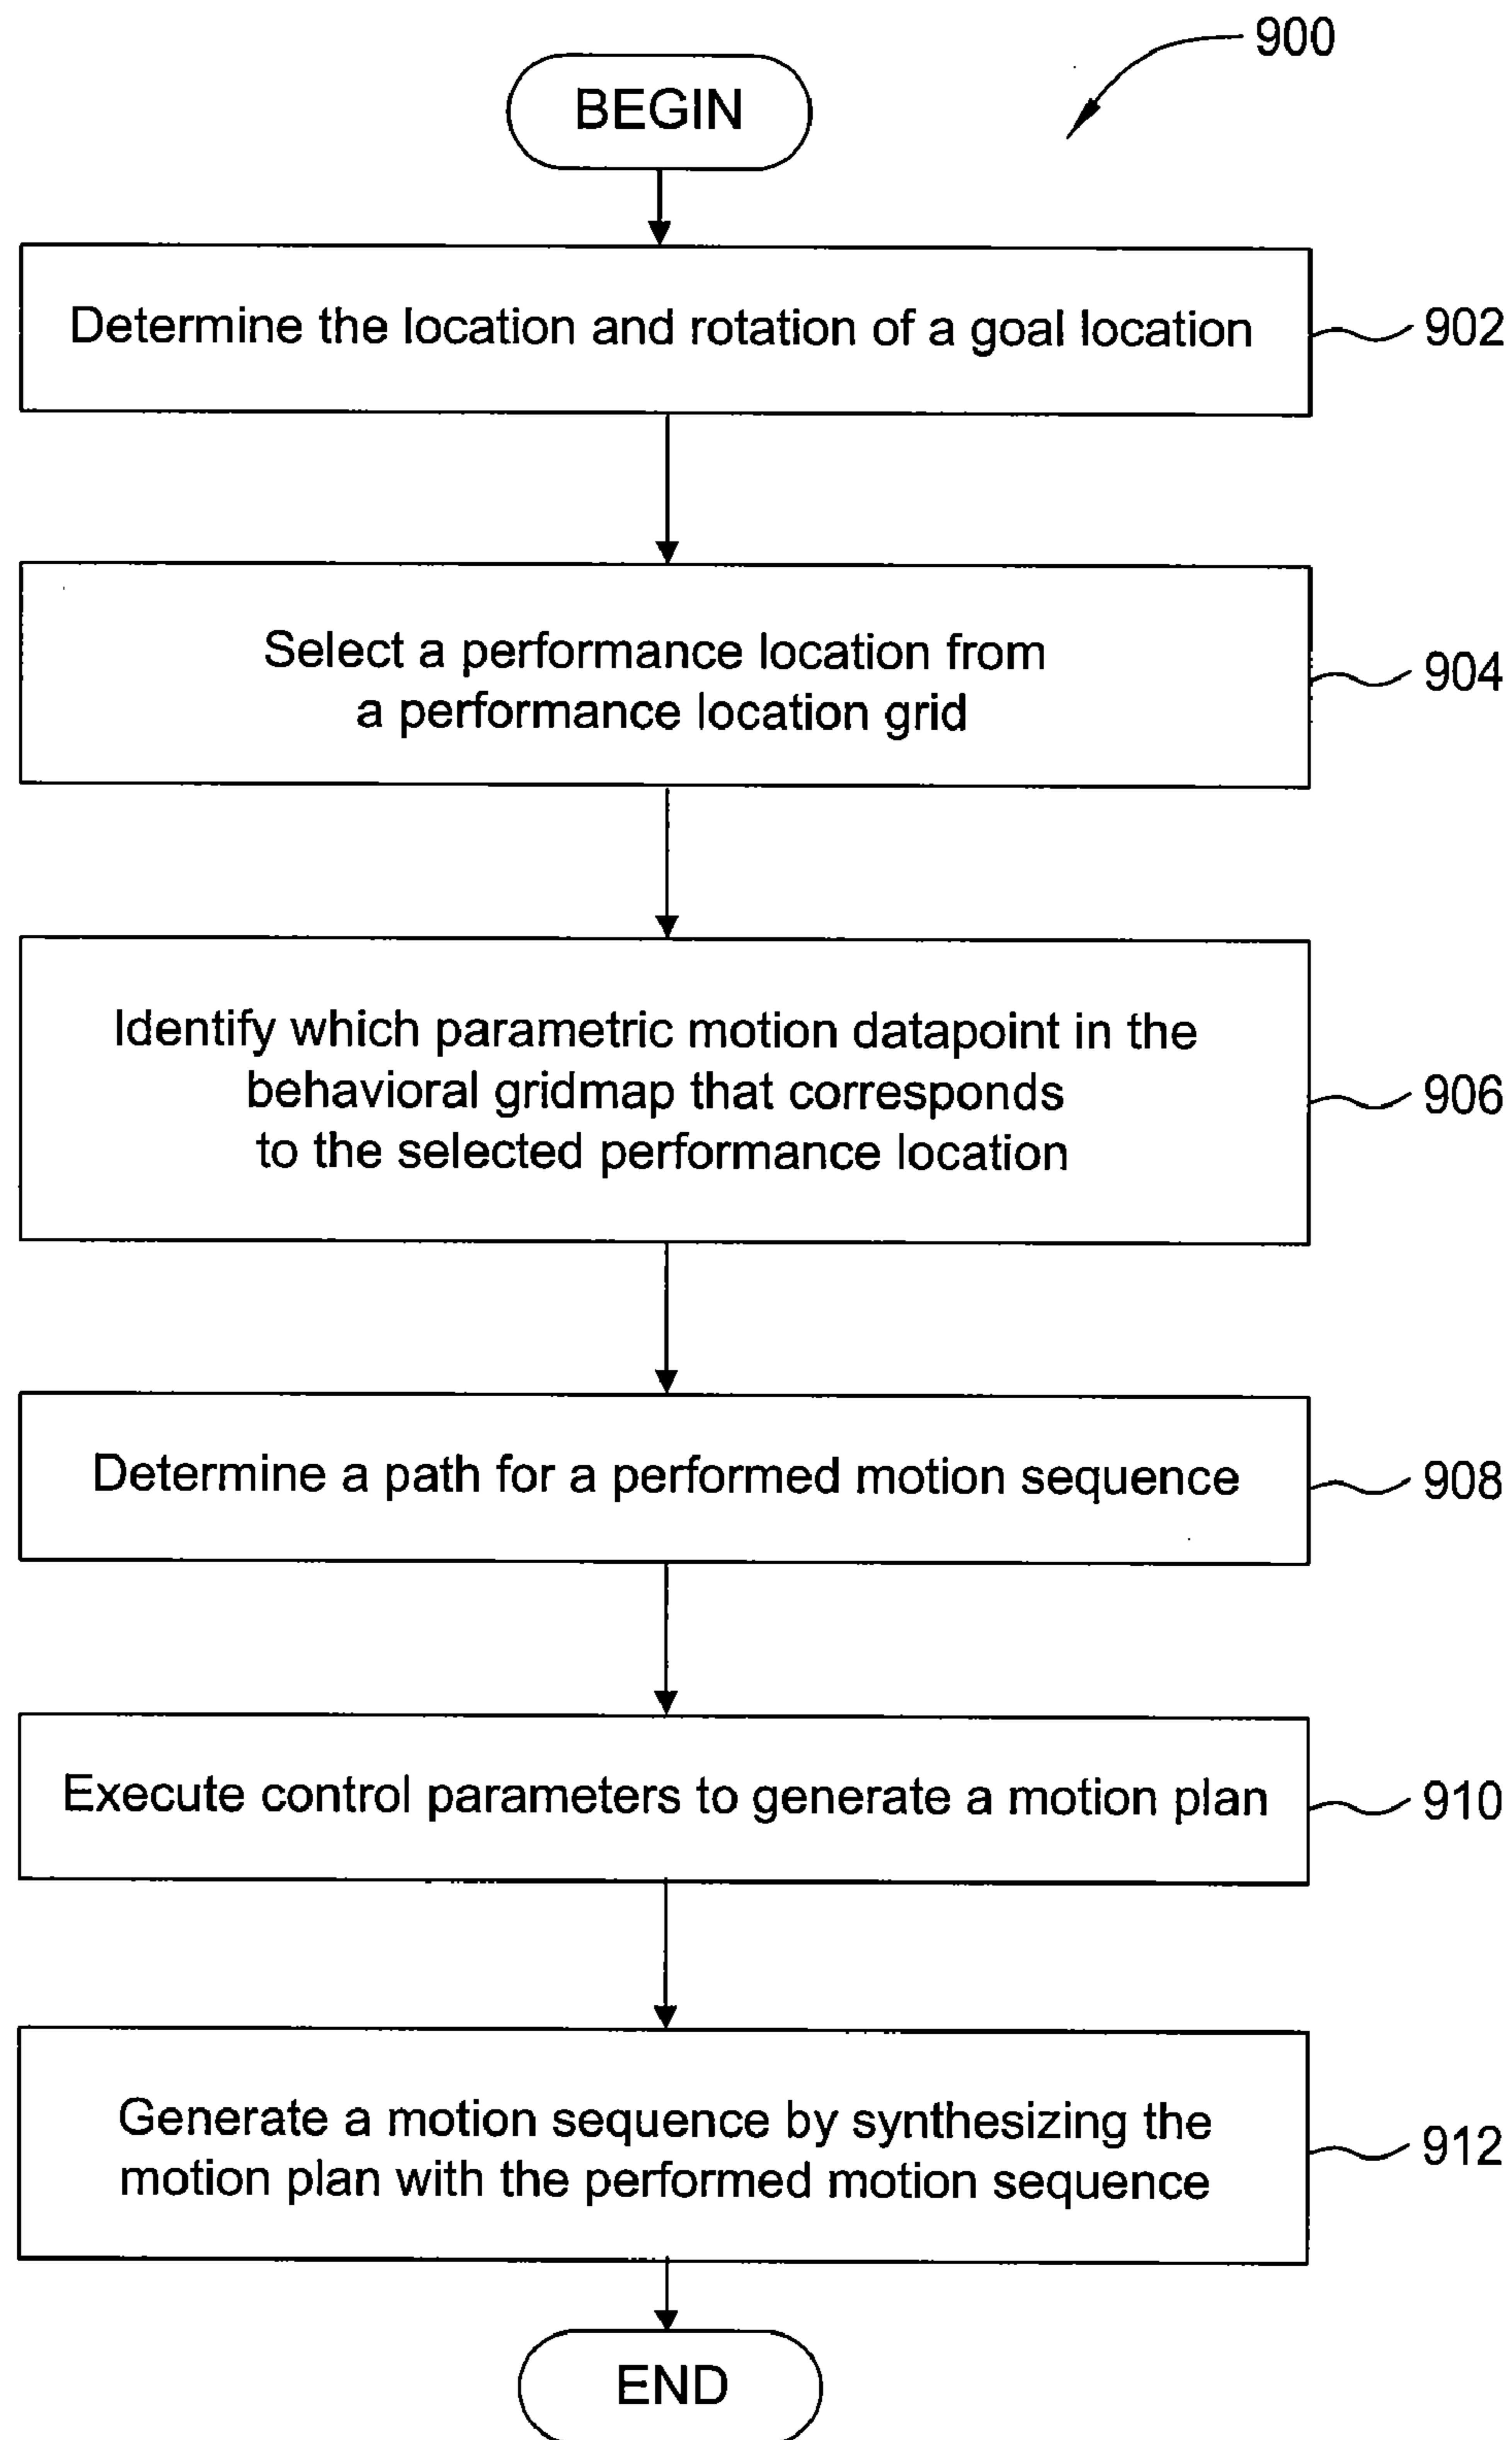 900
BEGIN
Determine the location and rotation of a goal location
902
Select a performance location from
a performance location grid
904
Identify which parametric motion datapoint in the
behavioral gridmap that corresponds
to the selected performance location
906
Determine a path for a performed motion sequence
908
Execute control parameters to generate a motion plan
910
Generate a motion sequence by synthesizing the
motion plan with the performed motion sequence
912
END